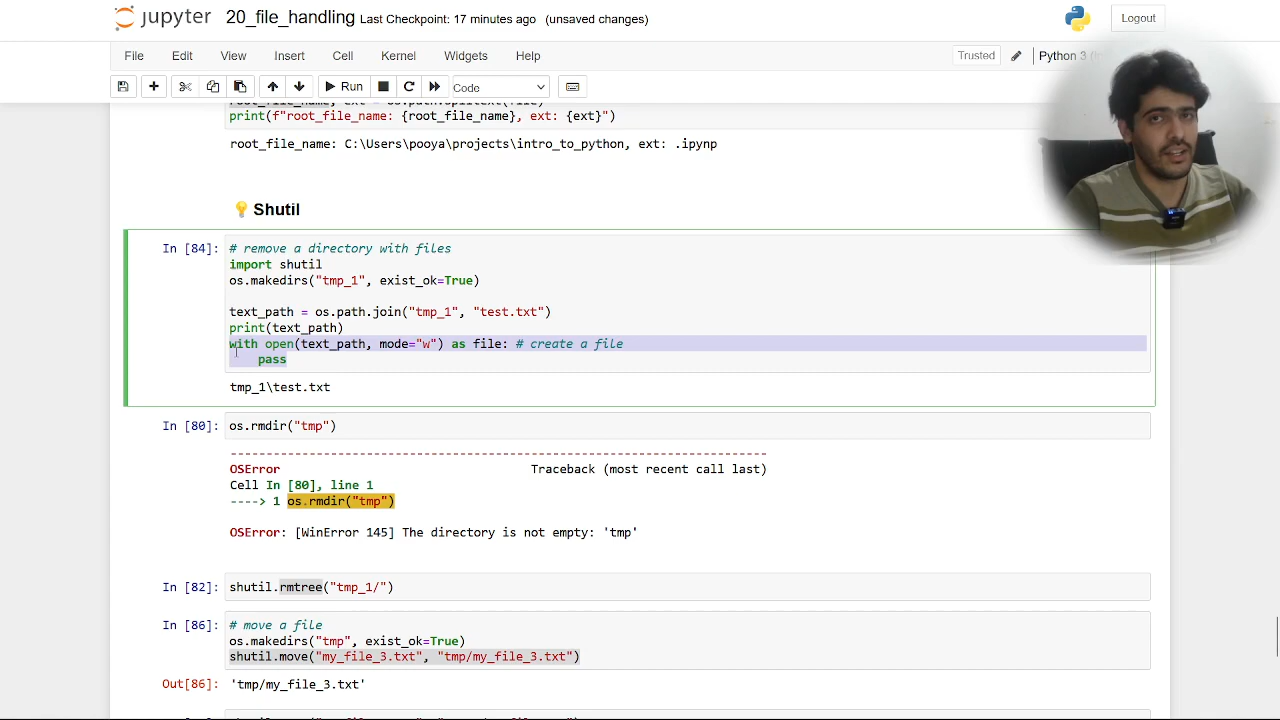 jupyter 20_file_handling Last Checkpoint: 17 minutes ago (unsaved changes) Logout
File Edit View Insert Cell Kernel Widgets Help Trusted Python 3
Run Code
print(f"root_file_name: {root_file_name}, ext: {ext}")
root_file_name: C:\Users\pooya\projects\intro_to_python, ext: .ipynp
Shutil
In [84]: # remove a directory with files
import shutil
os.makedirs("tmp_1", exist_ok=True)
text_path = os.path.join("tmp_1", "test.txt")
print(text_path)
with open(text_path, mode="w") as file: # create a file
pass
tmp_1\test.txt
In [80]: os.rmdir("tmp")
---------------------------------------------------------------------------
OSError Traceback (most recent call last)
Cell In [80], line 1
----> 1 os.rmdir("tmp")
OSError: [WinError 145] The directory is not empty: 'tmp'
In [82]: shutil.rmtree("tmp_1/")
In [86]: # move a file
os.makedirs("tmp", exist_ok=True)
shutil.move("my_file_3.txt", "tmp/my_file_3.txt")
Out[86]: 'tmp/my_file_3.txt'